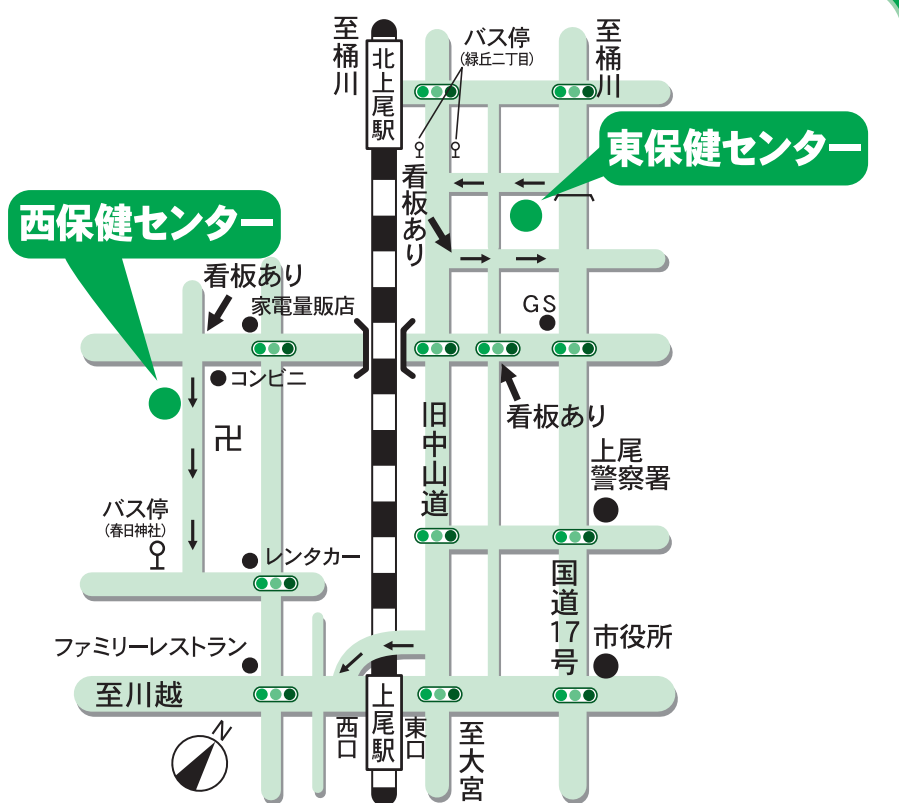 至桶川
北上尾駅
バス停
(緑丘二丁目)
至桶川
東保健センター
看板あり
西保健センター
看板あり
家電量販店
GS
コンビニ
看板あり
卍
旧中山道
上尾
警察署
バス停
(春日神社)
レンタカー
国道17号
ファミリーレストラン
市役所
至川越
上尾駅
西口
東口
至大宮
N